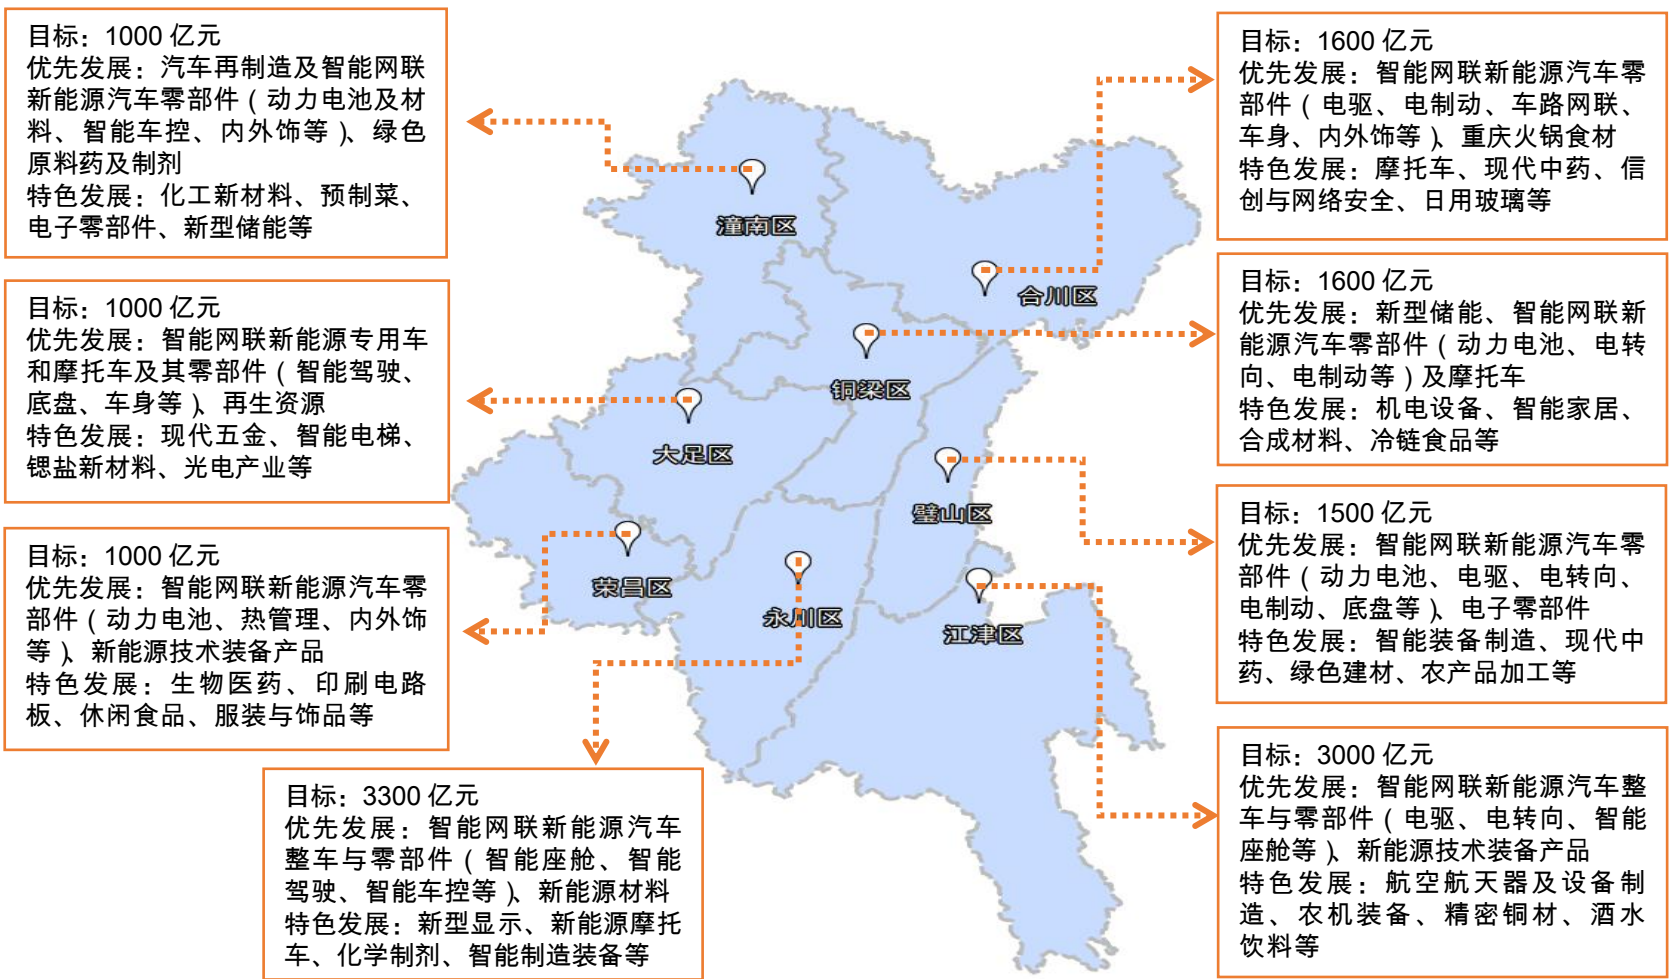 目标：1000 亿元
优先发展：汽车再制造及智能网联
新能源汽车零部件（动力电池及材
料、智能车控、内外饰等）、绿色
原料药及制剂
特色发展：化工新材料、预制菜、
电子零部件、新型储能等
目标：1000 亿元
优先发展：智能网联新能源专用车
和摩托车及其零部件（智能驾驶、
底盘、车身等）、再生资源
特色发展：现代五金、智能电梯、
锶盐新材料、光电产业等
目标：1000 亿元
优先发展：智能网联新能源汽车零
部件（动力电池、热管理、内外饰
等）、新能源技术装备产品
特色发展：生物医药、印刷电路
板、休闲食品、服装与饰品等
目标：3300 亿元
优先发展：智能网联新能源汽车
整车与零部件（智能座舱、智能
驾驶、智能车控等）、新能源材料
特色发展：新型显示、新能源摩托
车、化学制剂、智能制造装备等
潼南区
合川区
铜梁区
大足区
璧山区
荣昌区
永川区
江津区
目标：1600 亿元
优先发展：智能网联新能源汽车零
部件（电驱、电制动、车路网联、
车身、内外饰等）、重庆火锅食材
特色发展：摩托车、现代中药、信
创与网络安全、日用玻璃等
目标：1600 亿元
优先发展：新型储能、智能网联新
能源汽车零部件（动力电池、电转
向、电制动等）及摩托车
特色发展：机电设备、智能家居、
合成材料、冷链食品等
目标：1500 亿元
优先发展：智能网联新能源汽车零
部件（动力电池、电驱、电转向、
电制动、底盘等）、电子零部件
特色发展：智能装备制造、现代中
药、绿色建材、农产品加工等
目标：3000 亿元
优先发展：智能网联新能源汽车整
车与零部件（电驱、电转向、智能
座舱等）、新能源技术装备产品
特色发展：航空航天器及设备制
造、农机装备、精密铜材、酒水
饮料等